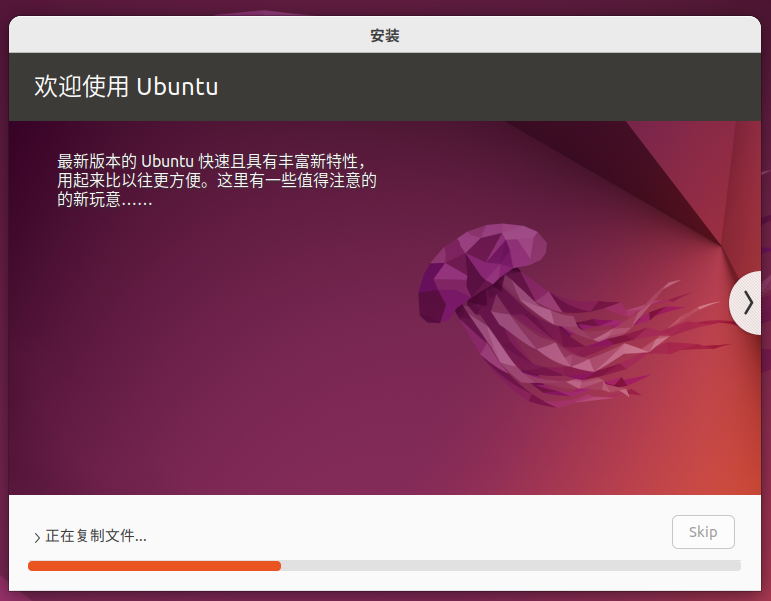 安装
欢迎使用 Ubuntu
最新版本的 Ubuntu 快速且具有丰富新特性，
用起来比以往更方便。这里有一些值得注意的
的新玩意……
正在复制文件...
Skip